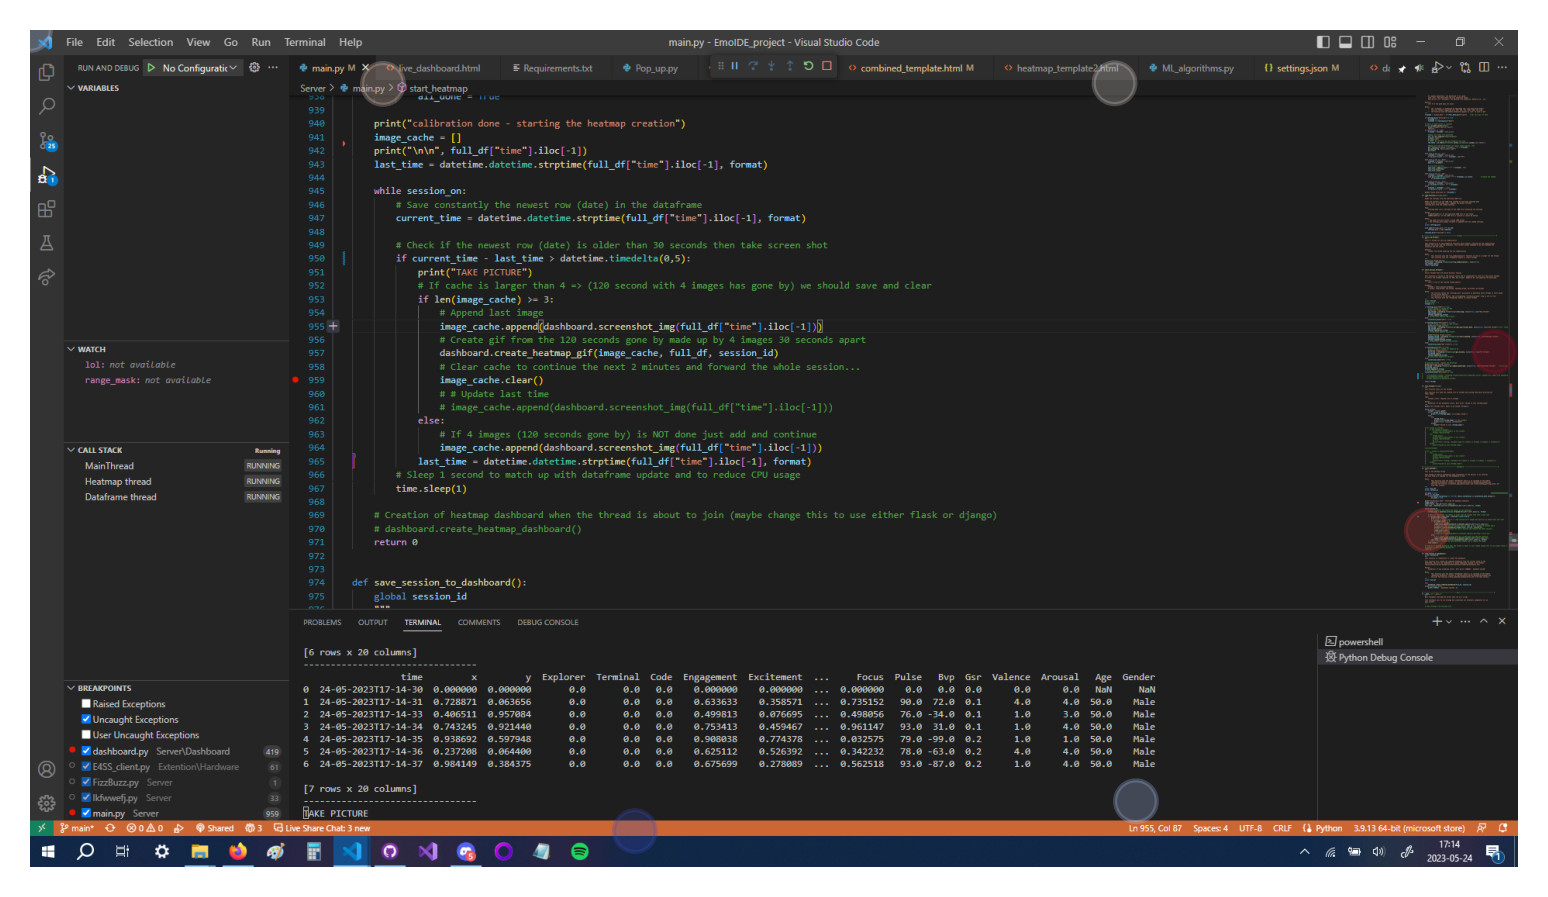 File Edit Selection View Go Run Terminal Help
main.py - EmoIDE_project - Visual Studio Code
RUN AND DEBUG No Configuratic
main.py M live_dashboard.html Requirements.txt Pop_up.py combined_template.html M heatmap_template2.html ML_algorithms.py settings.json M
VARIABLES
Server > main.py > start_heatmap
938 all_done = True
939
940 print("calibration done - starting the heatmap creation")
941 image_cache = []
942 print("\n\n", full_df["time"].iloc[-1])
943 last_time = datetime.datetime.strptime(full_df["time"].iloc[-1], format)
944
945 while session_on:
946 # Save constantly the newest row (date) in the dataframe
947 current_time = datetime.datetime.strptime(full_df["time"].iloc[-1], format)
948
949 # Check if the newest row (date) is older than 30 seconds then take screen shot
950 if current_time - last_time > datetime.timedelta(0,5):
951 print("TAKE PICTURE")
952 # If cache is larger than 4 => (120 second with 4 images has gone by) we should save and clear
953 if len(image_cache) >= 3:
954 # Append last image
955 image_cache.append(dashboard.screenshot_img(full_df["time"].iloc[-1]))
956 # Create gif from the 120 seconds gone by made up by 4 images 30 seconds apart
957 dashboard.create_heatmap_gif(image_cache, full_df, session_id)
958 # Clear cache to continue the next 2 minutes and forward the whole session...
959 image_cache.clear()
960 # # Update last time
961 # image_cache.append(dashboard.screenshot_img(full_df["time"].iloc[-1]))
962 else:
963 # If 4 images (120 seconds gone by) is NOT done just add and continue
964 image_cache.append(dashboard.screenshot_img(full_df["time"].iloc[-1]))
965 last_time = datetime.datetime.strptime(full_df["time"].iloc[-1], format)
966 # Sleep 1 second to match up with dataframe update and to reduce CPU usage
967 time.sleep(1)
968
969 # Creation of heatmap dashboard when the thread is about to join (maybe change this to use either flask or django)
970 # dashboard.create_heatmap_dashboard()
971 return 0
972
973
974 def save_session_to_dashboard():
975 global session_id
976 """
WATCH
lol: not available
range_mask: not available
CALL STACK Running
MainThread RUNNING
Heatmap thread RUNNING
Dataframe thread RUNNING
BREAKPOINTS
Raised Exceptions
Uncaught Exceptions
User Uncaught Exceptions
dashboard.py Server\Dashboard 419
E4SS_client.py Extention\Hardware 61
FizzBuzz.py Server 1
lkfwwefj.py Server 33
main.py Server 959
PROBLEMS OUTPUT TERMINAL COMMENTS DEBUG CONSOLE
powershell
Python Debug Console
[6 rows x 20 columns]
--------------------------------
time x y Explorer Terminal Code Engagement Excitement ... Focus Pulse Bvp Gsr Valence Arousal Age Gender
0 24-05-2023T17-14-30 0.000000 0.000000 0.0 0.0 0.0 0.000000 0.000000 ... 0.000000 0.0 0.0 0.0 0.0 0.0 NaN NaN
1 24-05-2023T17-14-31 0.728871 0.063656 0.0 0.0 0.0 0.633633 0.358571 ... 0.735152 90.0 72.0 0.1 4.0 4.0 50.0 Male
2 24-05-2023T17-14-33 0.406511 0.957084 0.0 0.0 0.0 0.499813 0.076695 ... 0.498056 76.0 -34.0 0.1 1.0 3.0 50.0 Male
3 24-05-2023T17-14-34 0.743245 0.921440 0.0 0.0 0.0 0.753413 0.459467 ... 0.961147 93.0 31.0 0.1 1.0 4.0 50.0 Male
4 24-05-2023T17-14-35 0.938692 0.597948 0.0 0.0 0.0 0.908038 0.774378 ... 0.032575 79.0 -99.0 0.2 1.0 1.0 50.0 Male
5 24-05-2023T17-14-36 0.237208 0.064400 0.0 0.0 0.0 0.625112 0.526392 ... 0.342232 78.0 -63.0 0.2 4.0 4.0 50.0 Male
6 24-05-2023T17-14-37 0.984149 0.384375 0.0 0.0 0.0 0.675699 0.278089 ... 0.562518 93.0 -87.0 0.2 1.0 4.0 50.0 Male
[7 rows x 20 columns]
--------------------------------
TAKE PICTURE
main* 0 0 Shared 3 Live Share Chat: 3 new Ln 955, Col 87 Spaces: 4 UTF-8 CRLF Python 3.9.13 64-bit (microsoft store)
17:14
2023-05-24